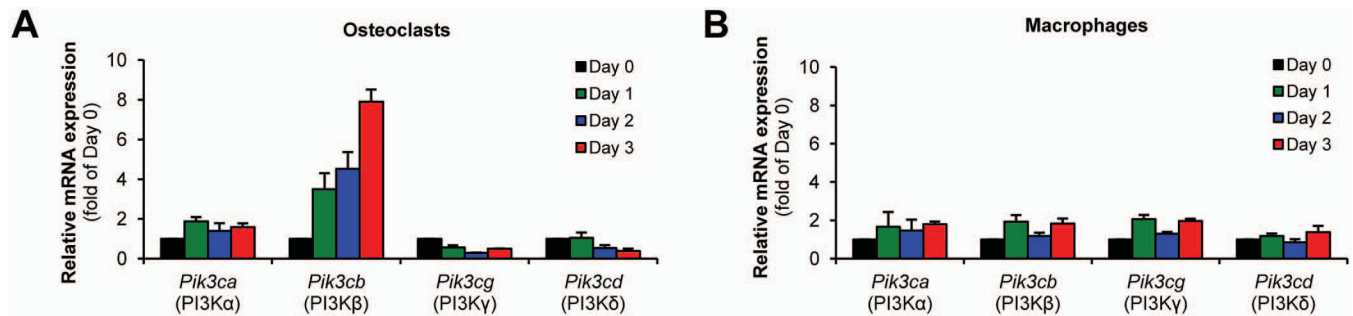 A
Osteoclasts
Relative mRNA expression
(fold of Day 0)
10
8
6
4
2
0
Day 0
Day 1
Day 2
Day 3
Pik3ca
(PI3Kα)
Pik3cb
(PI3Kβ)
Pik3cg
(PI3Kγ)
Pik3cd
(PI3Kδ)
B
Macrophages
Relative mRNA expression
(fold of Day 0)
10
8
6
4
2
0
Day 0
Day 1
Day 2
Day 3
Pik3ca
(PI3Kα)
Pik3cb
(PI3Kβ)
Pik3cg
(PI3Kγ)
Pik3cd
(PI3Kδ)